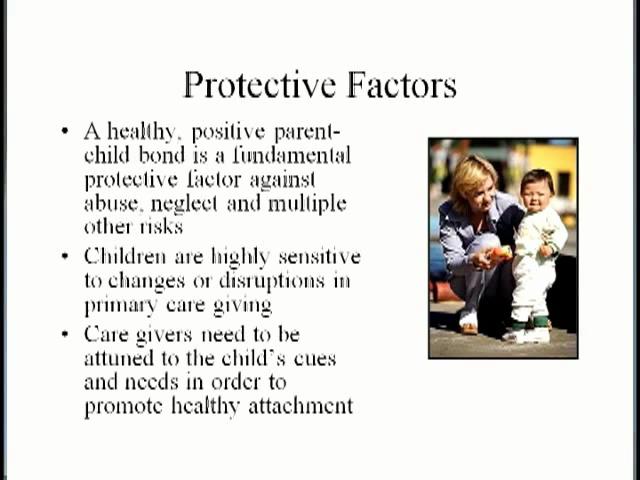 Protective Factors
• A healthy, positive parent-
child bond is a fundamental
protective factor against
abuse, neglect and multiple
other risks
• Children are highly sensitive
to changes or disruptions in
primary care giving
• Care givers need to be
attuned to the child's cues
and needs in order to
promote healthy attachment